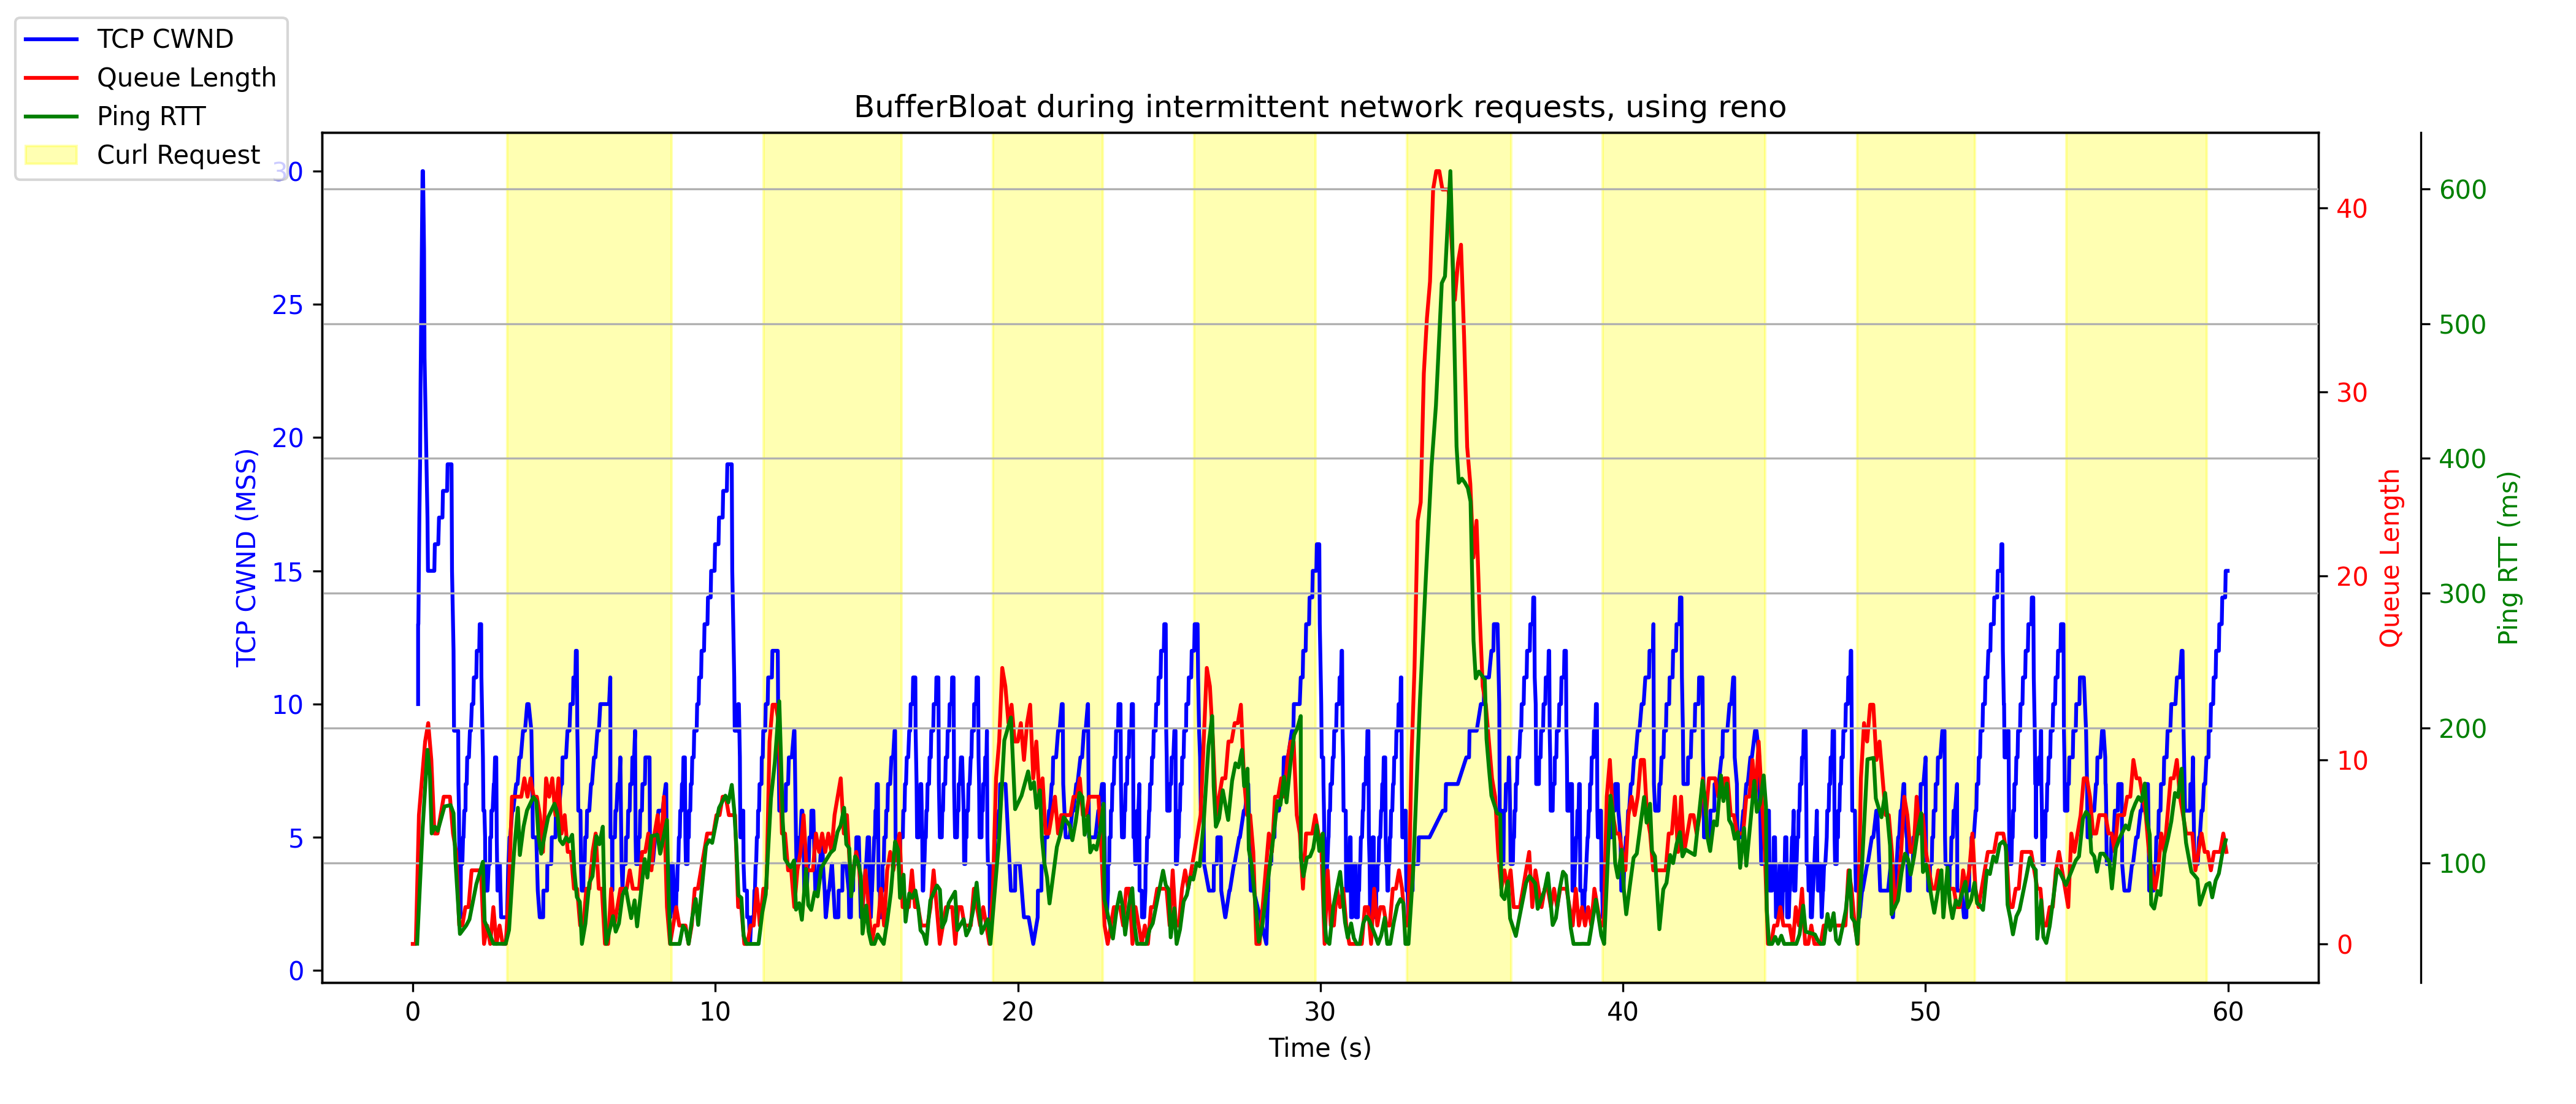 TCP CWND
Queue Length
Ping RTT
Curl Request
BufferBloat during intermittent network requests, using reno
30
25
20
15
10
5
0
TCP CWND (MSS)
0
10
20
30
40
50
60
Time (s)
40
30
20
10
0
Queue Length
600
500
400
300
200
100
Ping RTT (ms)